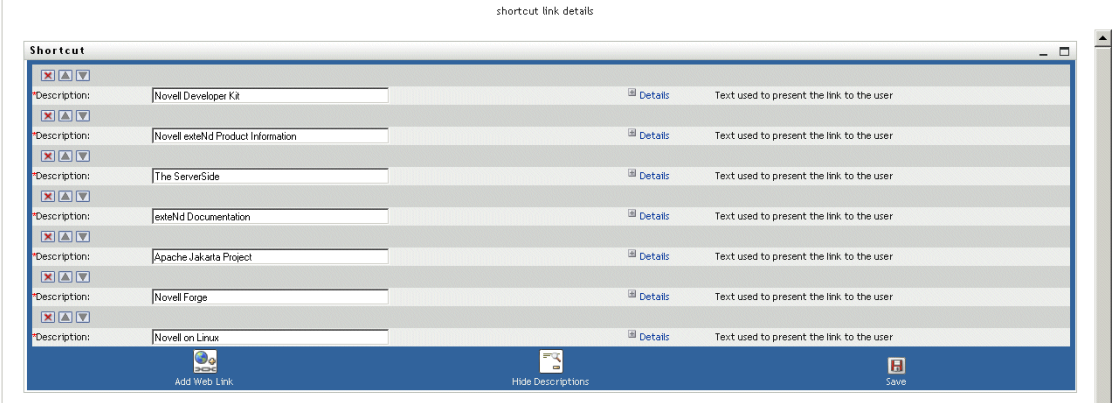 shortcut link details
Shortcut
*Description: Novell Developer Kit Details Text used to present the link to the user
*Description: Novell exteNd Product Information Details Text used to present the link to the user
*Description: The ServerSide Details Text used to present the link to the user
*Description: exteNd Documentation Details Text used to present the link to the user
*Description: Apache Jakarta Project Details Text used to present the link to the user
*Description: Novell Forge Details Text used to present the link to the user
*Description: Novell on Linux Details Text used to present the link to the user
Add Web Link Hide Descriptions Save